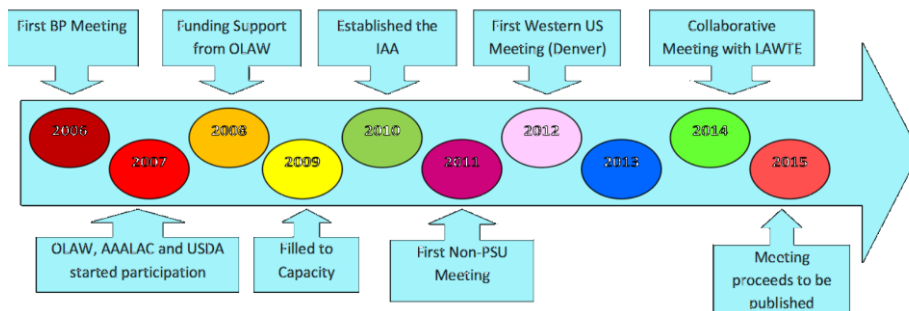 First BP Meeting
Funding Support
from OLAW
Established the
IAA
First Western US
Meeting (Denver)
Collaborative
Meeting with LAWTE
2006
2007
2008
2009
2010
2011
2012
2013
2014
2015
OLAW, AAALAC and USDA
started participation
Filled to
Capacity
First Non-PSU
Meeting
Meeting
proceeds to be
published